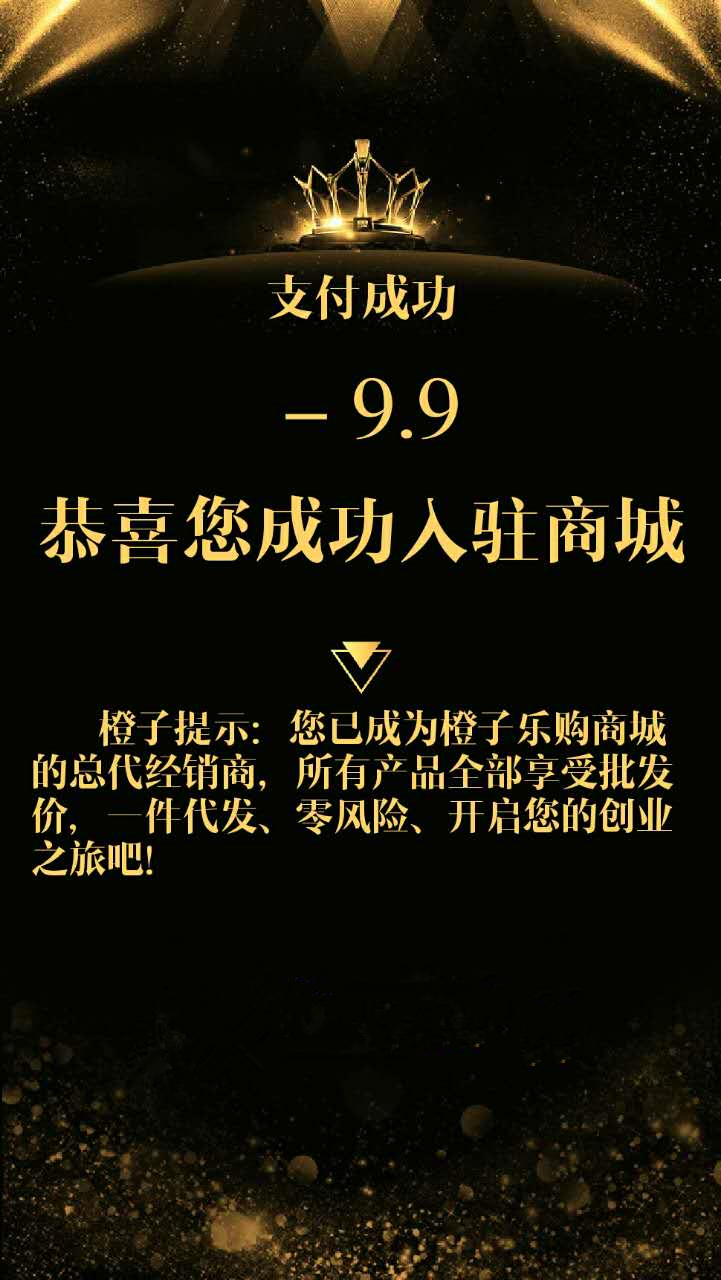 支付成功
- 9.9
恭喜您成功入驻商城
橙子提示：您已成为橙子乐购商城
的总代经销商，所有产品全部享受批发
价，一件代发、零风险、开启您的创业
之旅吧！